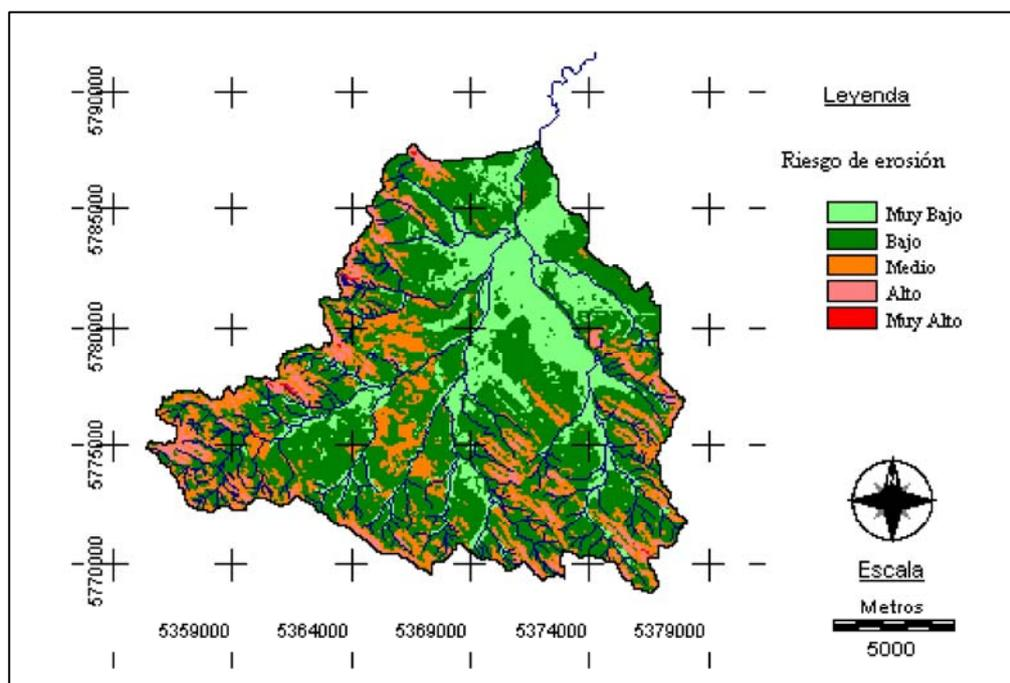 5790000
5785000
5780000
5775000
5770000
5359000 5364000 5369000 5374000 5379000
Leyenda
Riesgo de erosión
Muy Bajo
Bajo
Medio
Alto
Muy Alto
N
Escala
Metros
5000